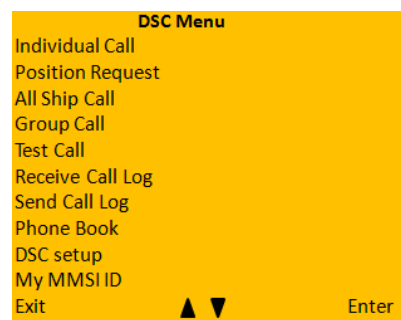 DSC Menu
Individual Call
Position Request
All Ship Call
Group Call
Test Call
Receive Call Log
Send Call Log
Phone Book
DSC setup
My MMSI ID
Exit ▲ ▼ Enter